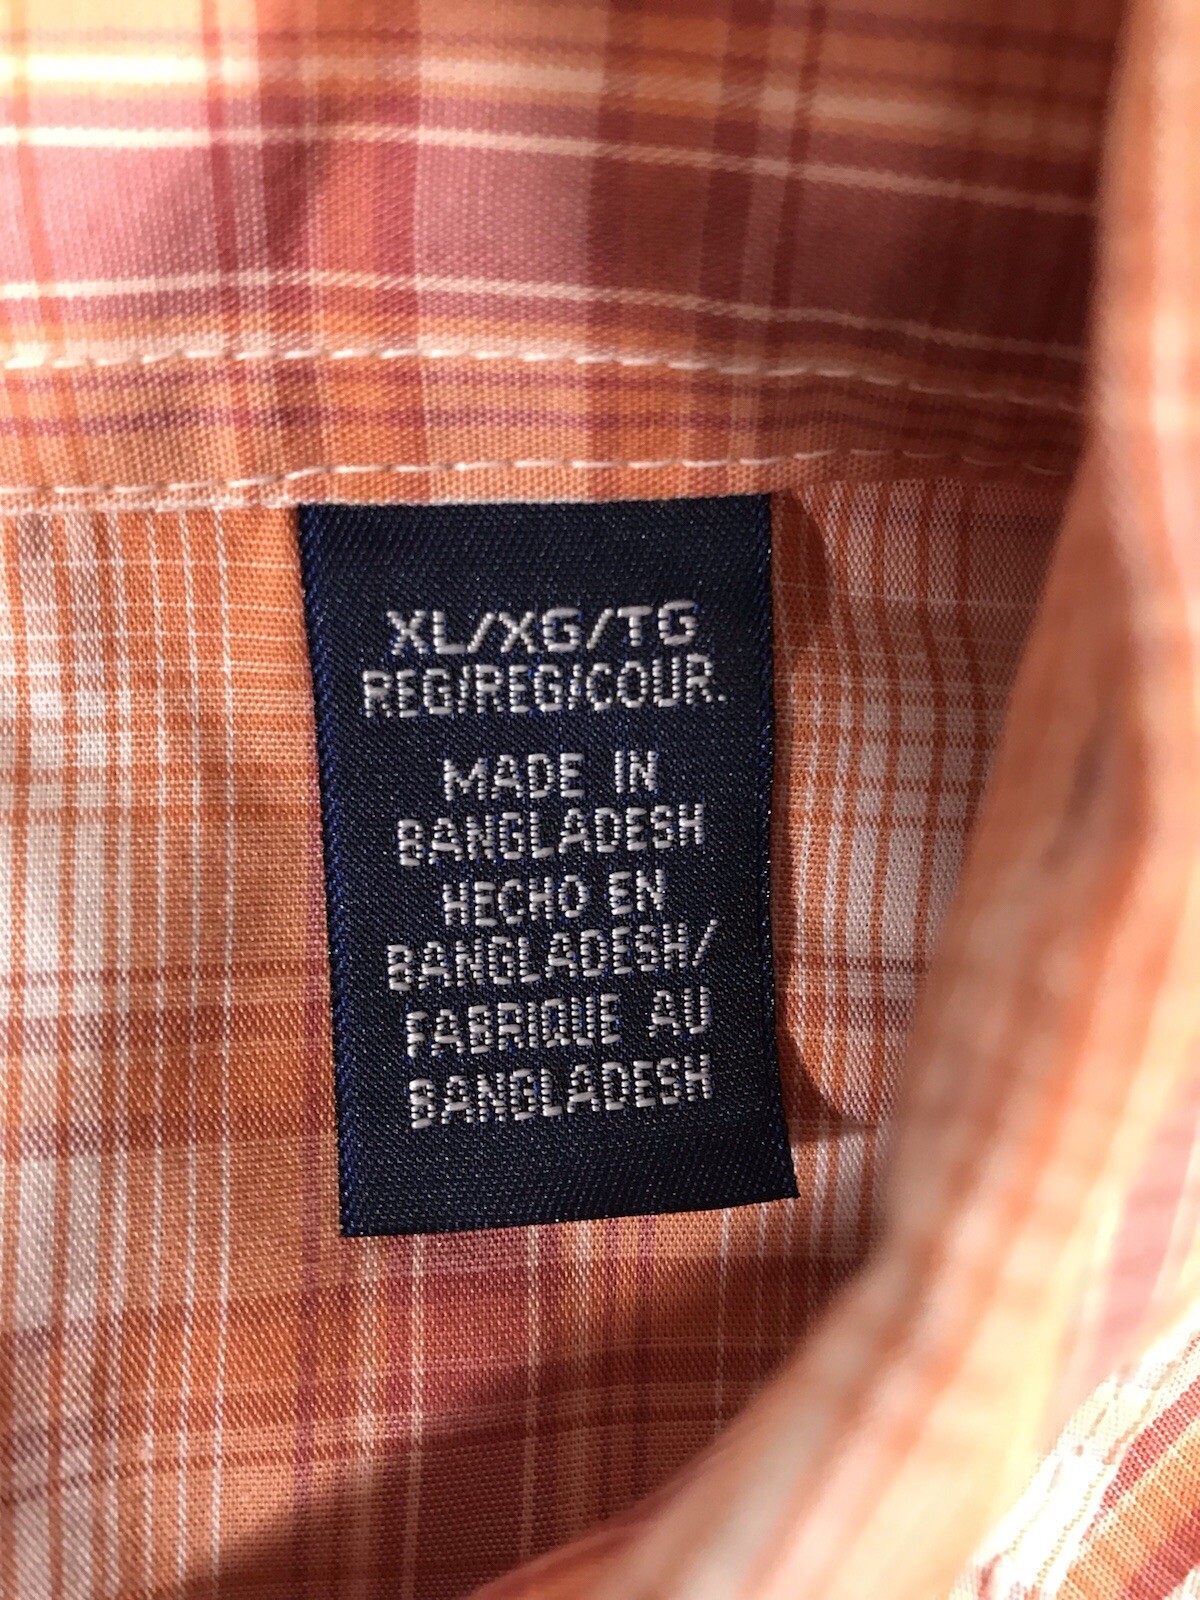 XL/XG/TG
REG/REG/COUR.
MADE IN
BANGLADESH
HECHO EN
BANGLADESH/
FABRIQUE AU
BANGLADESH